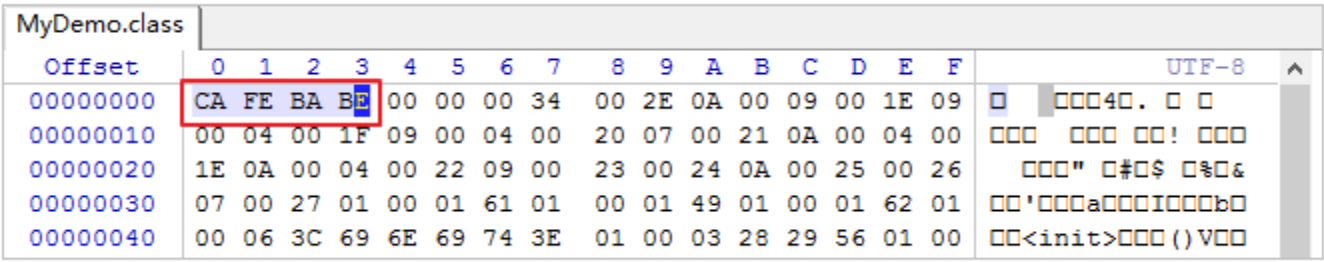 MyDemo.class
Offset 0 1 2 3 4 5 6 7 8 9 A B C D E F UTF-8
00000000 CA FE BA BE 00 00 00 34 00 2E 0A 00 09 00 1E 09 □ □□□4□. □ □
00000010 00 04 00 1F 09 00 04 00 20 07 00 21 0A 00 04 00 □□□ □□□ □□! □□□
00000020 1E 0A 00 04 00 22 09 00 23 00 24 0A 00 25 00 26 □□□" □#□$ □%□&
00000030 07 00 27 01 00 01 61 01 00 01 49 01 00 01 62 01 □□'□□□a□□□I□□□b□
00000040 00 06 3C 69 6E 69 74 3E 01 00 03 28 29 56 01 00 □□<init>□□□()V□□